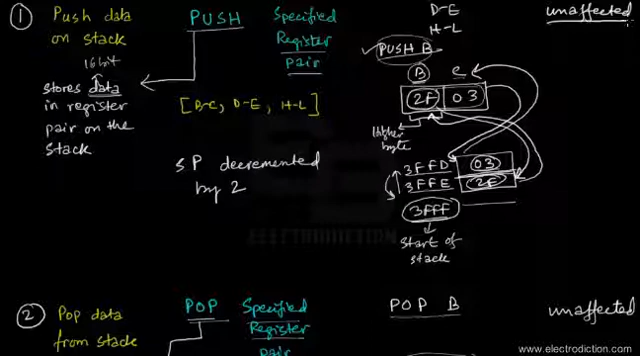 ① Push data
on stack
16 bit
stores data
in register
pair on the
stack
PUSH Specified
Register
pair
[B-C, D-E, H-L]
SP decremented
by 2
D-E
H-L
PUSH B
B C
2F 03
Higher
byte
3FFD 03
3FFE 2F
3FFF
start of
stack
unaffected
ELECTRODICTION
② Pop data
from stack
POP Specified
Register
pair
POP B
unaffected
www.electrodiction.com